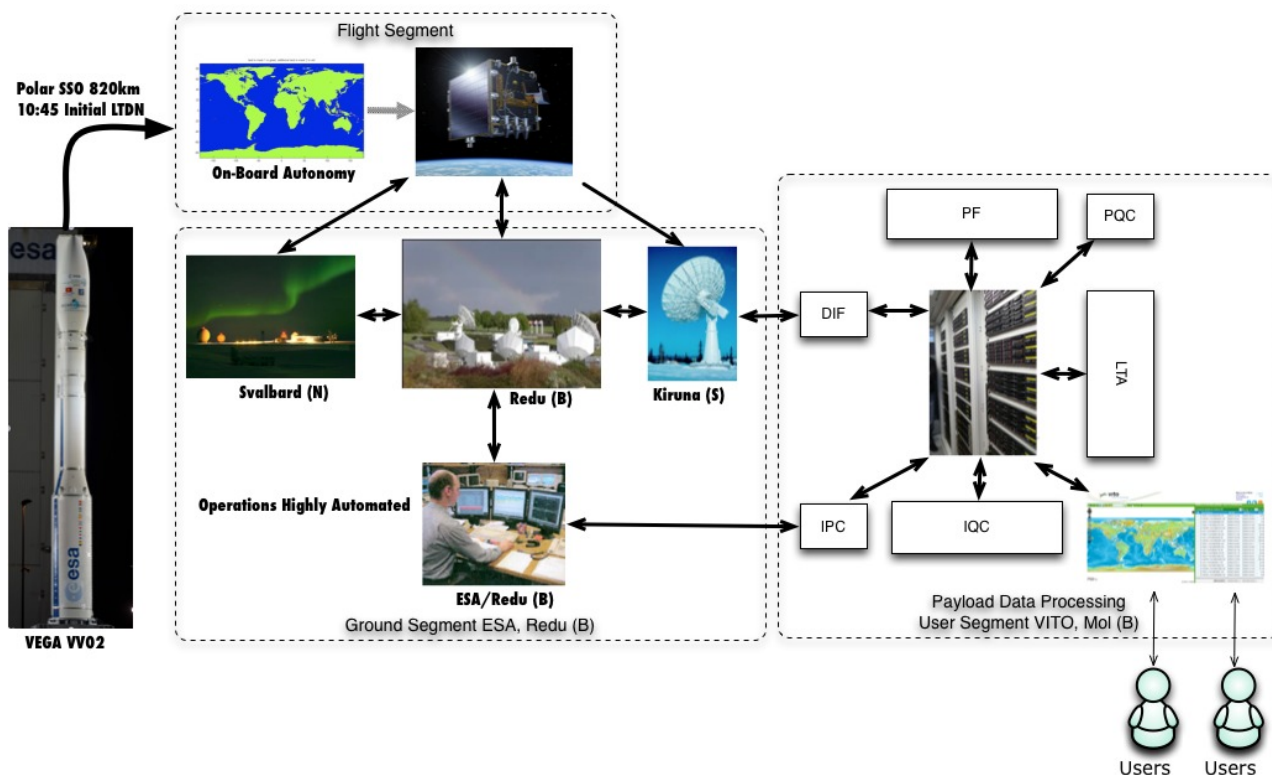 Flight Segment
Polar SSO 820km
10:45 Initial LTDN
On-Board Autonomy
esa
esa
VEGA VV02
Svalbard (N)
Redu (B)
Kiruna (S)
Operations Highly Automated
ESA/Redu (B)
Ground Segment ESA, Redu (B)
PF
PQC
DIF
LTA
IPC
IQC
Payload Data Processing
User Segment VITO, Mol (B)
Users
Users